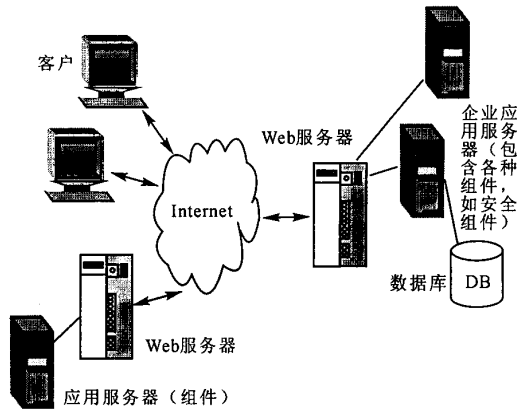 客户
Web服务器
企业应
用服务
器（包
含各种
组件，
如安全
组件）
Internet
数据库
DB
Web服务器
应用服务器（组件）